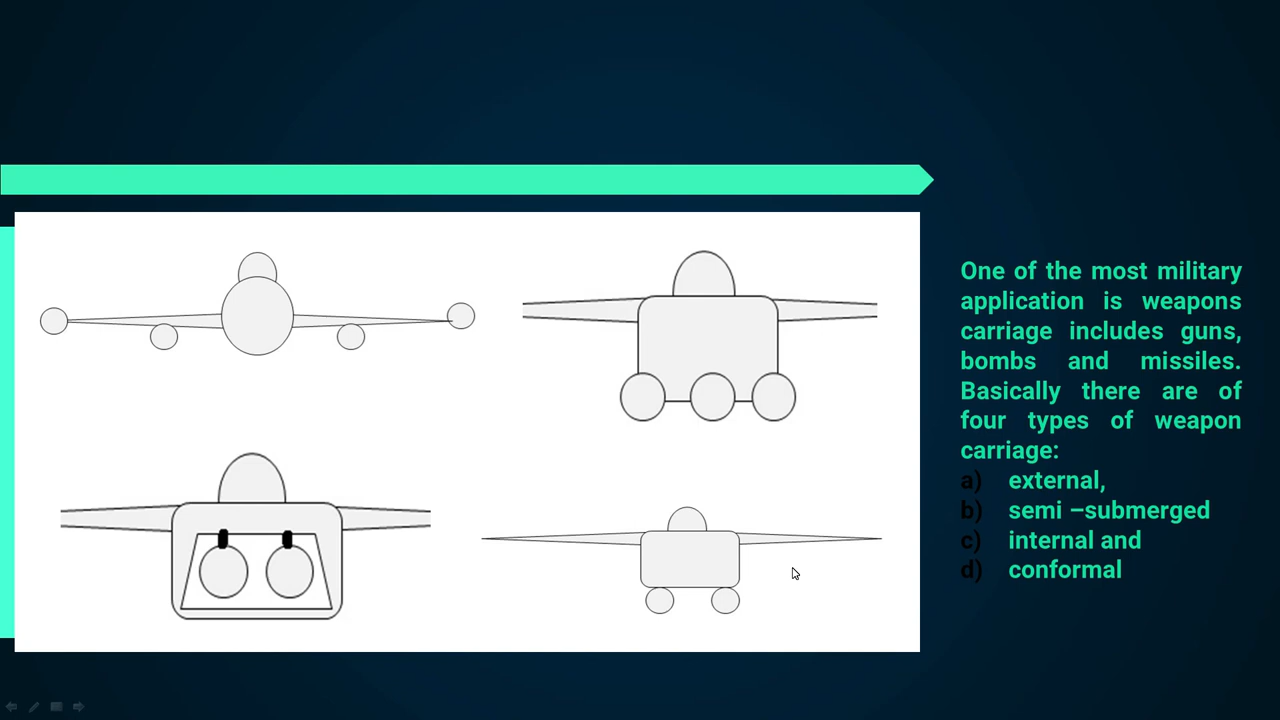 One of the most military
application is weapons
carriage includes guns,
bombs and missiles.
Basically there are of
four types of weapon
carriage:
a) external,
b) semi –submerged
c) internal and
d) conformal